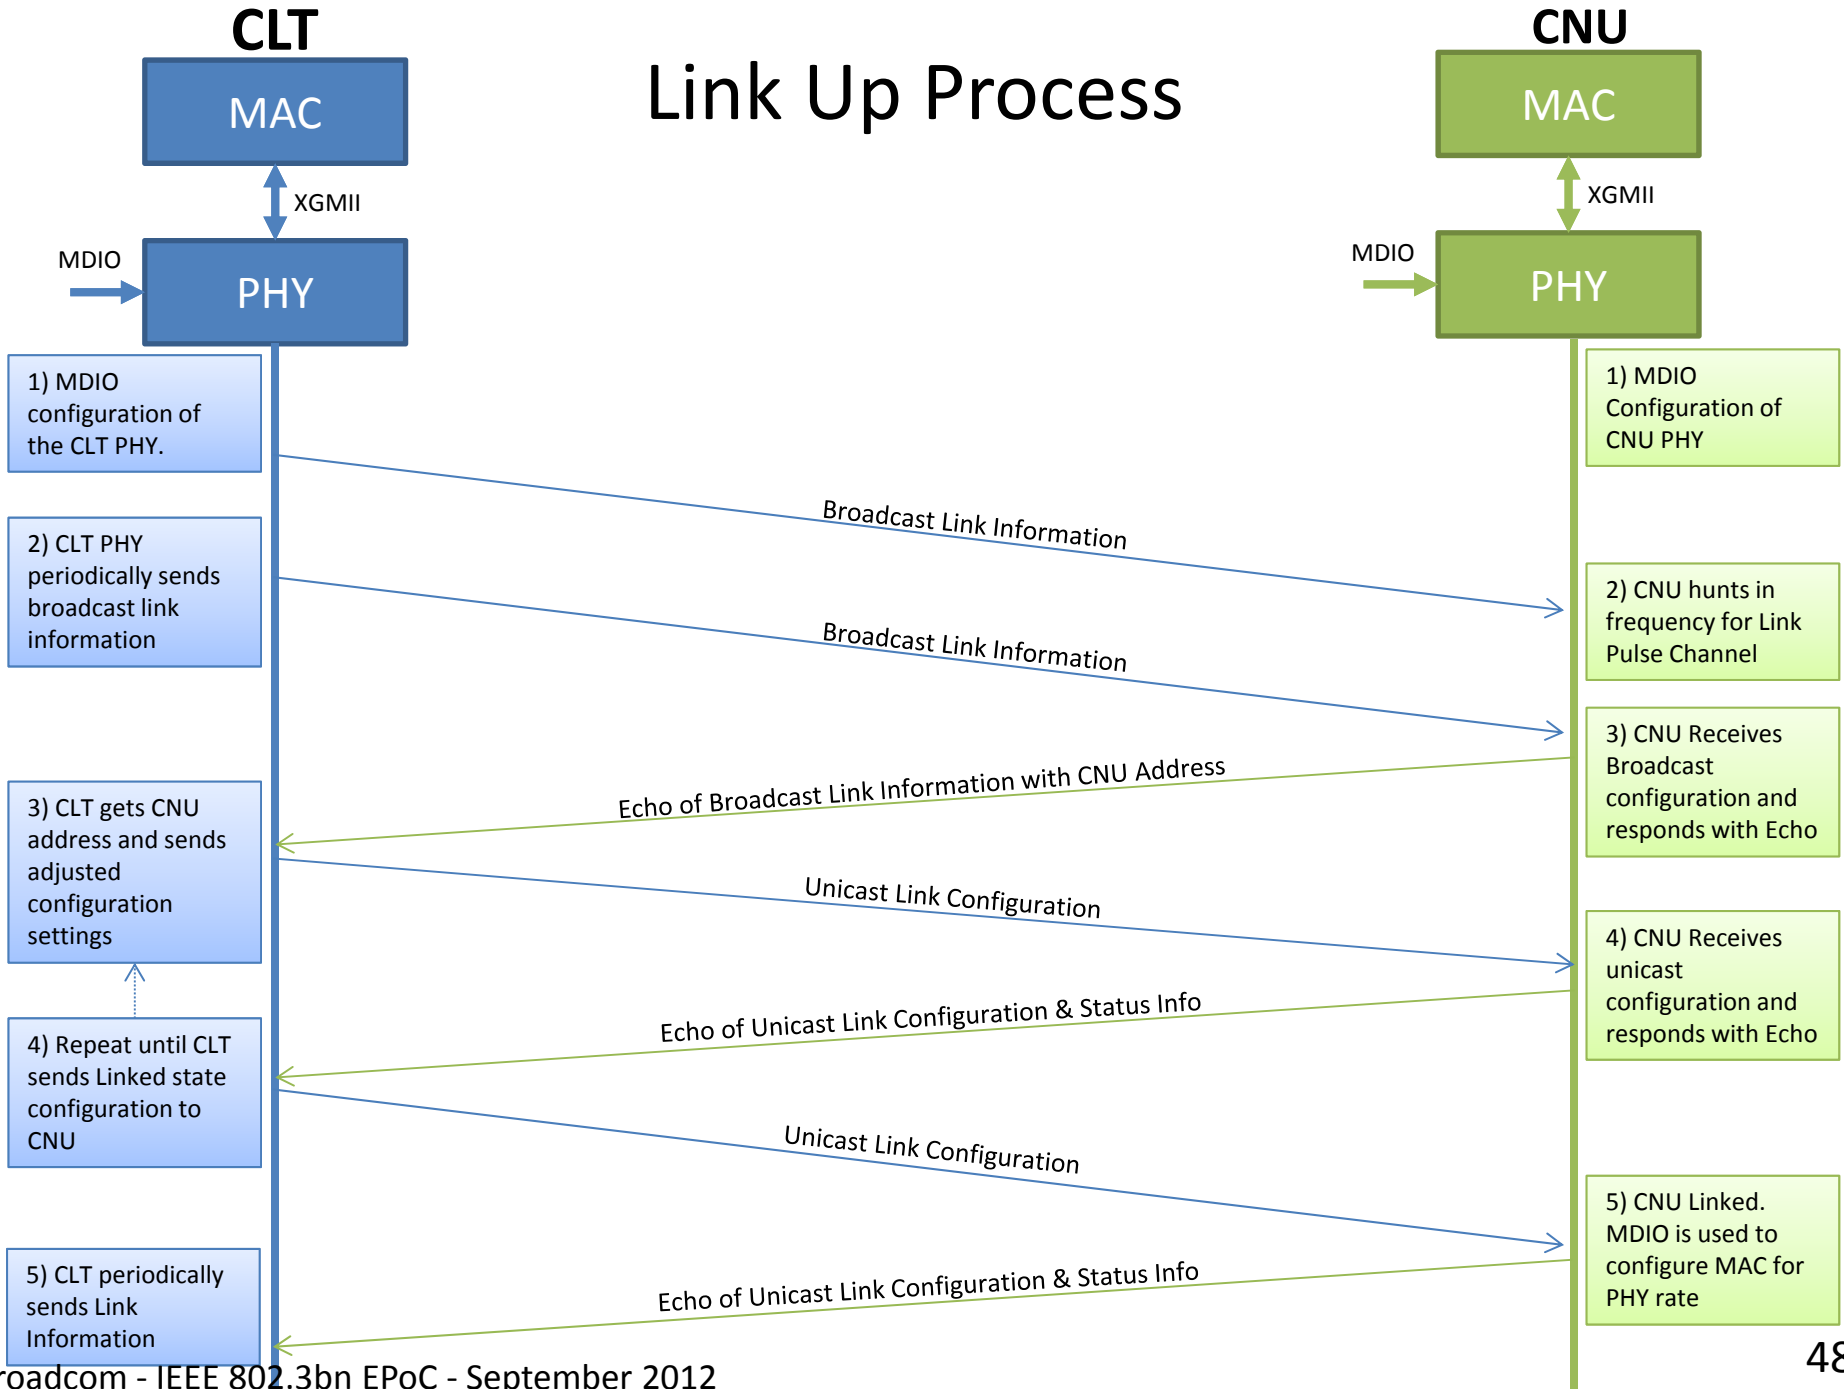 CLT
CNU
Link Up Process
MAC
MAC
XGMII
XGMII
MDIO
MDIO
PHY
PHY
1) MDIO
configuration of
the CLT PHY.
1) MDIO
Configuration of
CNU PHY
Broadcast Link Information
2) CLT PHY
periodically sends
broadcast link
information
2) CNU hunts in
frequency for Link
Pulse Channel
Broadcast Link Information
3) CNU Receives
Broadcast
configuration and
responds with Echo
Echo of Broadcast Link Information with CNU Address
3) CLT gets CNU
address and sends
adjusted
configuration
settings
Unicast Link Configuration
4) CNU Receives
unicast
configuration and
responds with Echo
Echo of Unicast Link Configuration & Status Info
4) Repeat until CLT
sends Linked state
configuration to
CNU
Unicast Link Configuration
5) CNU Linked.
MDIO is used to
configure MAC for
PHY rate
Echo of Unicast Link Configuration & Status Info
5) CLT periodically
sends Link
Information
roadcom - IEEE 802.3bn EPoC - September 2012
48